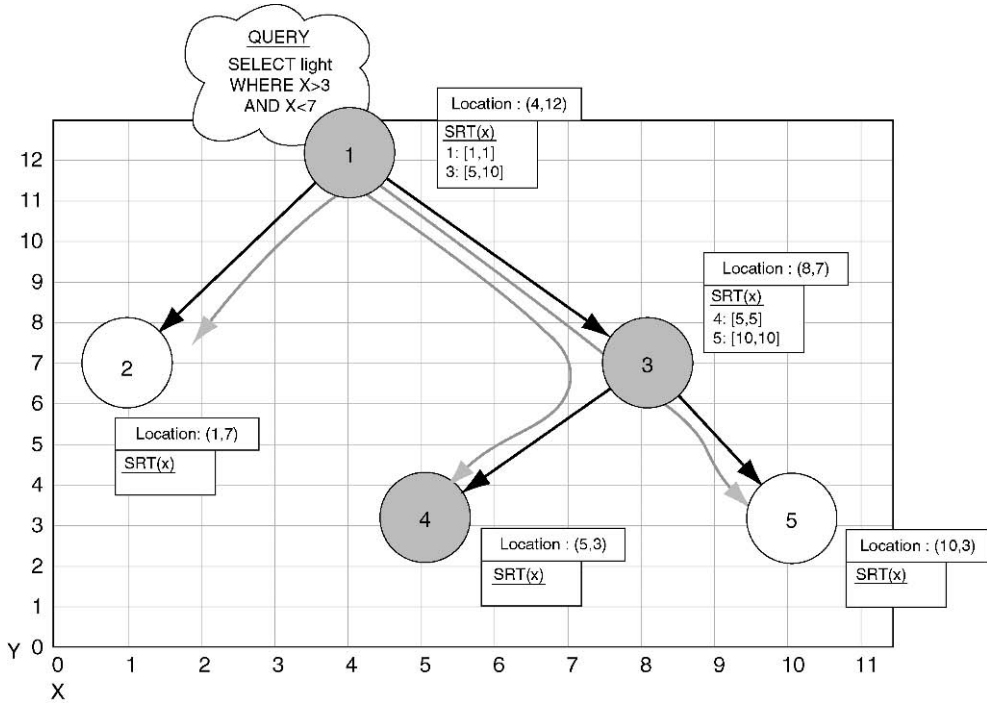 QUERY
SELECT light
WHERE X>3
AND X<7
1
Location : (4,12)
SRT(x)
1: [1,1]
3: [5,10]
12
11
10
9
8
7
6
5
4
3
2
1
0
Y
2
Location: (1,7)
SRT(x)
3
Location : (8,7)
SRT(x)
4: [5,5]
5: [10,10]
4
Location : (5,3)
SRT(x)
5
Location : (10,3)
SRT(x)
0 1 2 3 4 5 6 7 8 9 10 11
X